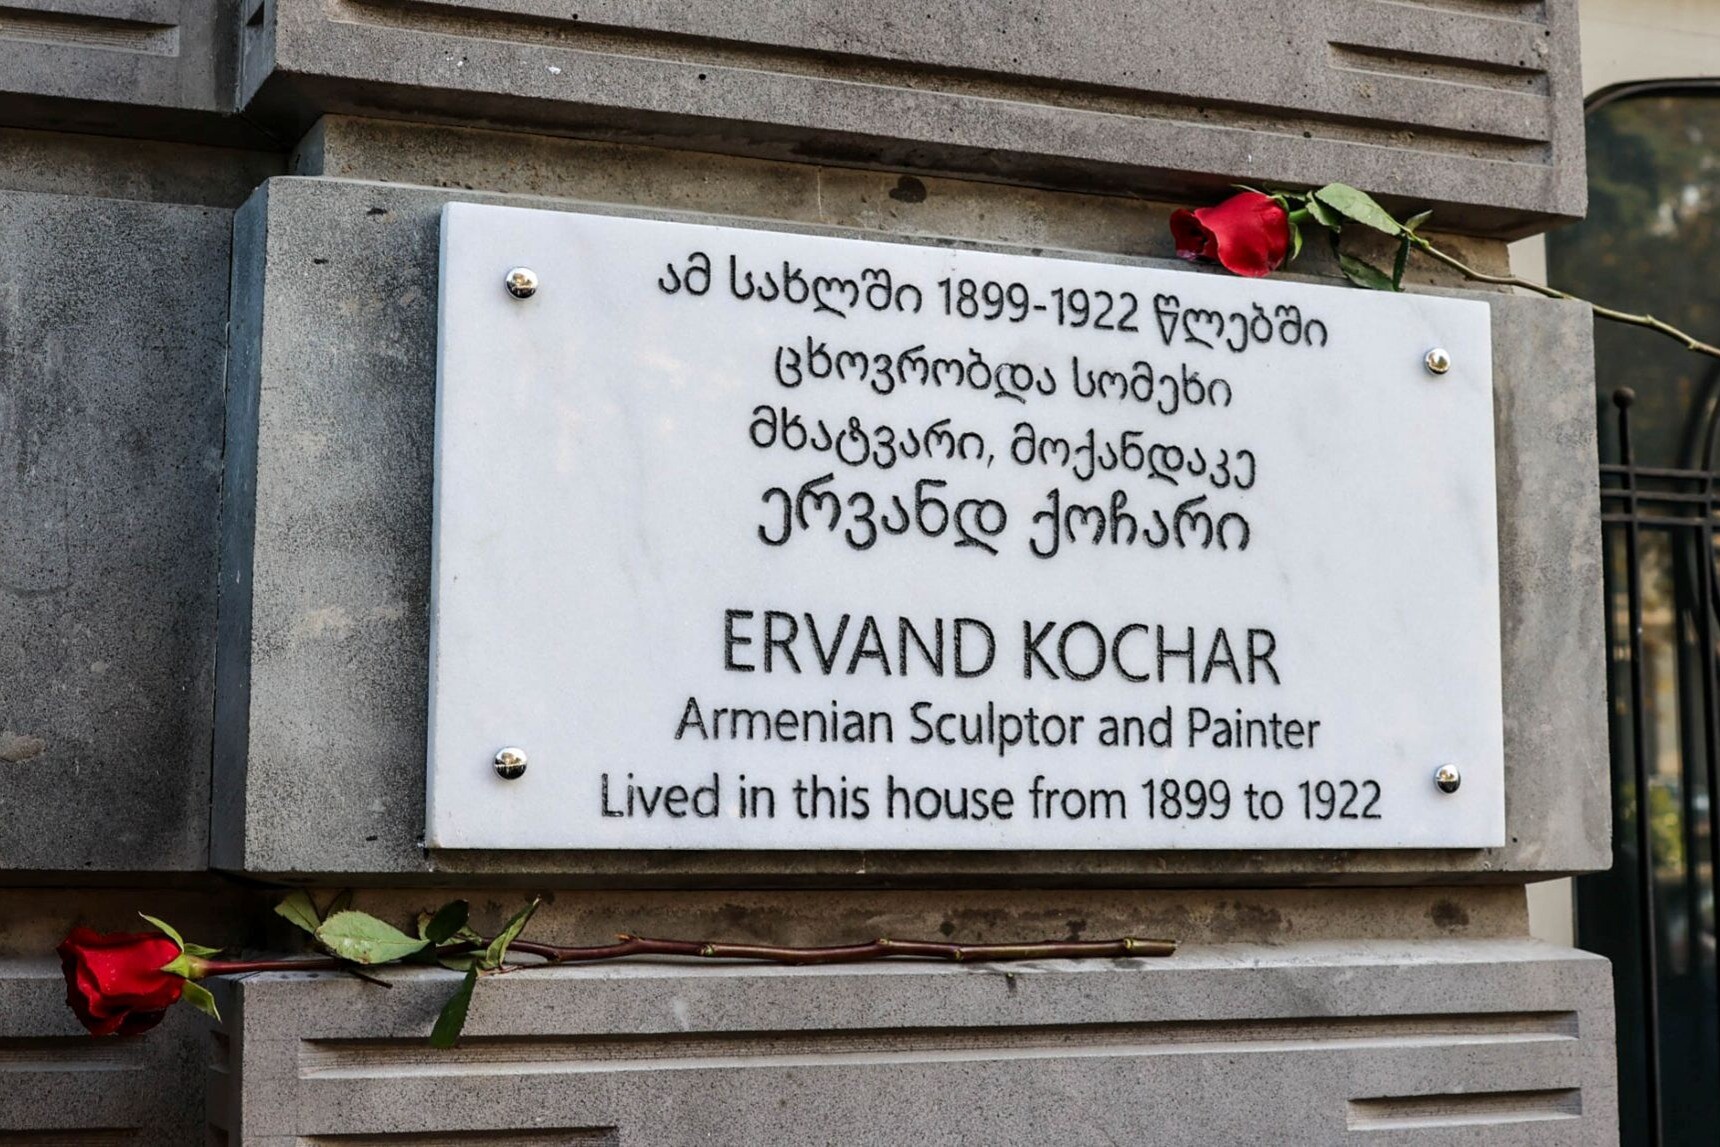 ამ სახლში 1899-1922 წლებში
ცხოვრობდა სომეხი
მხატვარი, მოქანდაკე
ერვანდ ქოჩარი
ERVAND KOCHAR
Armenian Sculptor and Painter
Lived in this house from 1899 to 1922